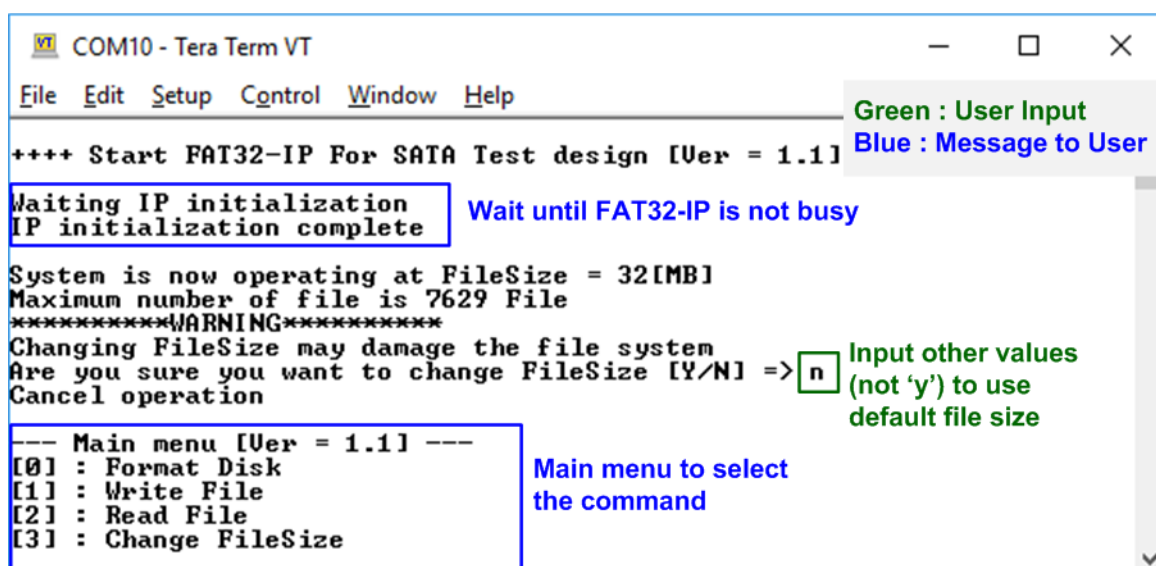 COM10 - Tera Term VT
File Edit Setup Control Window Help
Green : User Input
Blue : Message to User
++++ Start FAT32-IP For SATA Test design [Ver = 1.1]
Waiting IP initialization
IP initialization complete
Wait until FAT32-IP is not busy
System is now operating at FileSize = 32[MB]
Maximum number of file is 7629 File
**********WARNING**********
Changing FileSize may damage the file system
Are you sure you want to change FileSize [Y/N] => n
Cancel operation
Input other values
(not ‘y’) to use
default file size
--- Main menu [Ver = 1.1] ---
[0] : Format Disk
[1] : Write File
[2] : Read File
[3] : Change FileSize
Main menu to select
the command